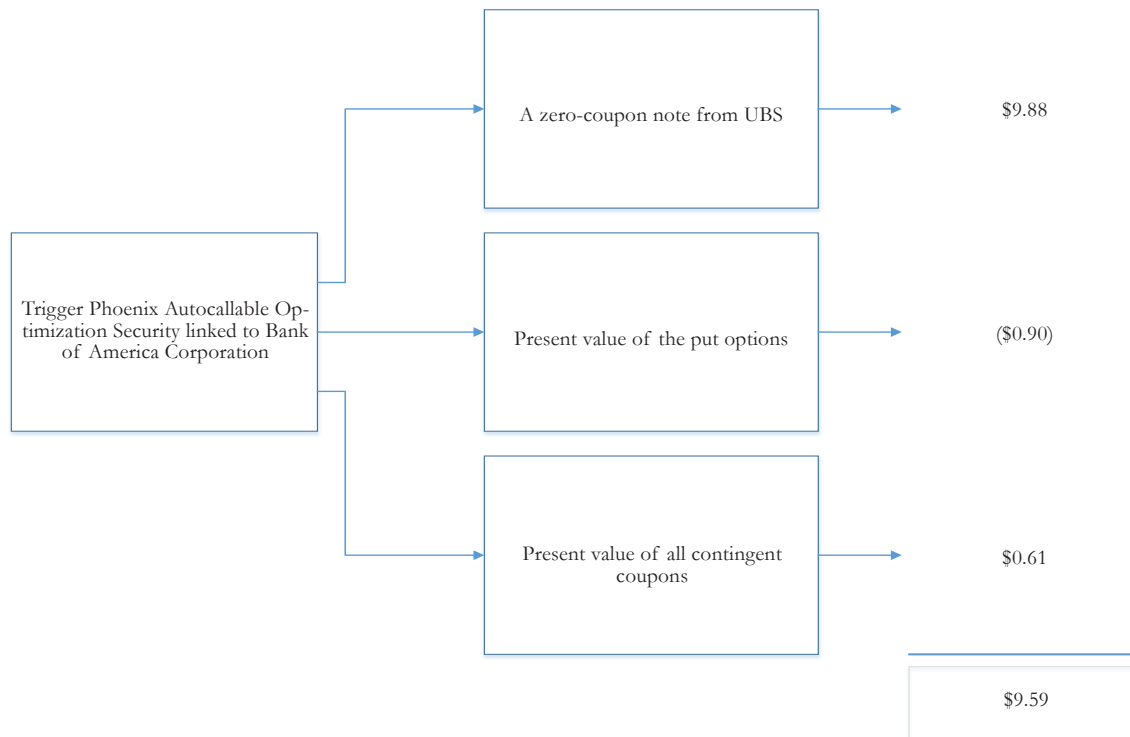 A zero-coupon note from UBS
$9.88
Trigger Phoenix Autocallable Op-
timization Security linked to Bank
of America Corporation
Present value of the put options
($0.90)
Present value of all contingent
coupons
$0.61
$9.59